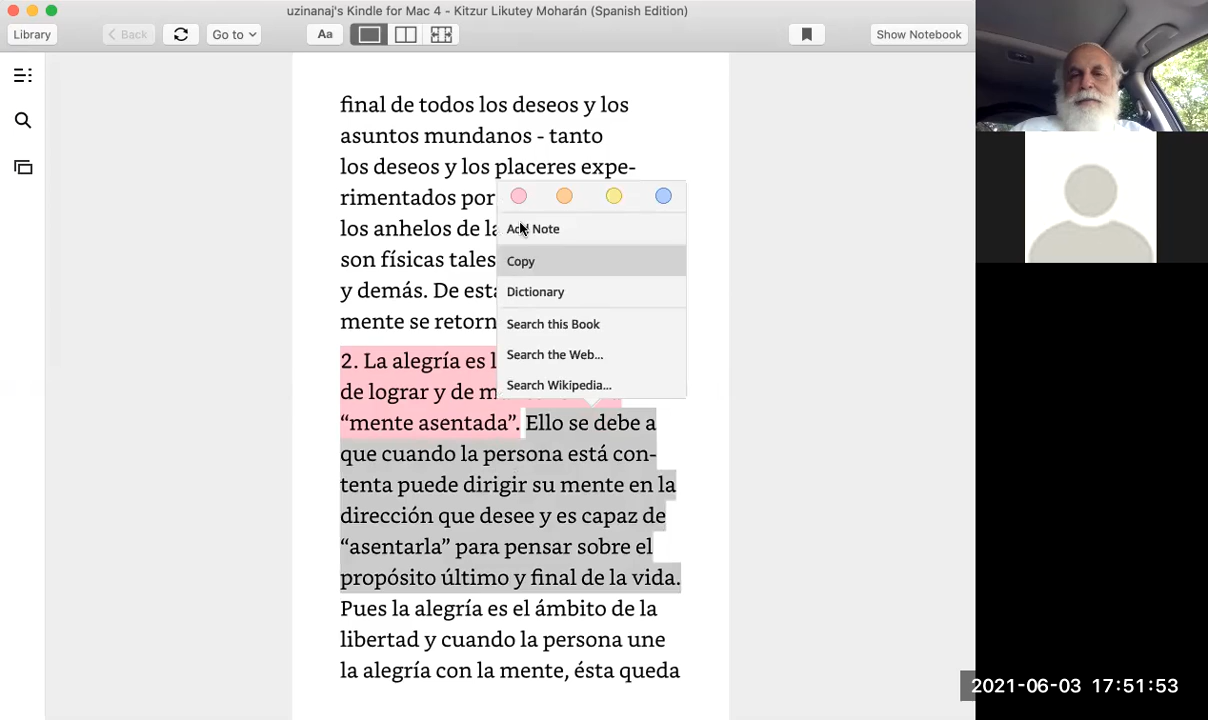 uzinanaj's Kindle for Mac 4 - Kitzur Likutey Moharán (Spanish Edition)
Library
Back
Go to
Aa
Show Notebook
final de todos los deseos y los
asuntos mundanos - tanto
los deseos y los placeres expe-
rimentados por
los anhelos de la
son físicas tales
y demás. De esta
mente se retorn
2. La alegría es l
de lograr y de m
“mente asentada”. Ello se debe a
que cuando la persona está con-
tenta puede dirigir su mente en la
dirección que desee y es capaz de
“asentarla” para pensar sobre el
propósito último y final de la vida.
Pues la alegría es el ámbito de la
libertad y cuando la persona une
la alegría con la mente, ésta queda
Add Note
Copy
Dictionary
Search this Book
Search the Web...
Search Wikipedia...
2021-06-03 17:51:53